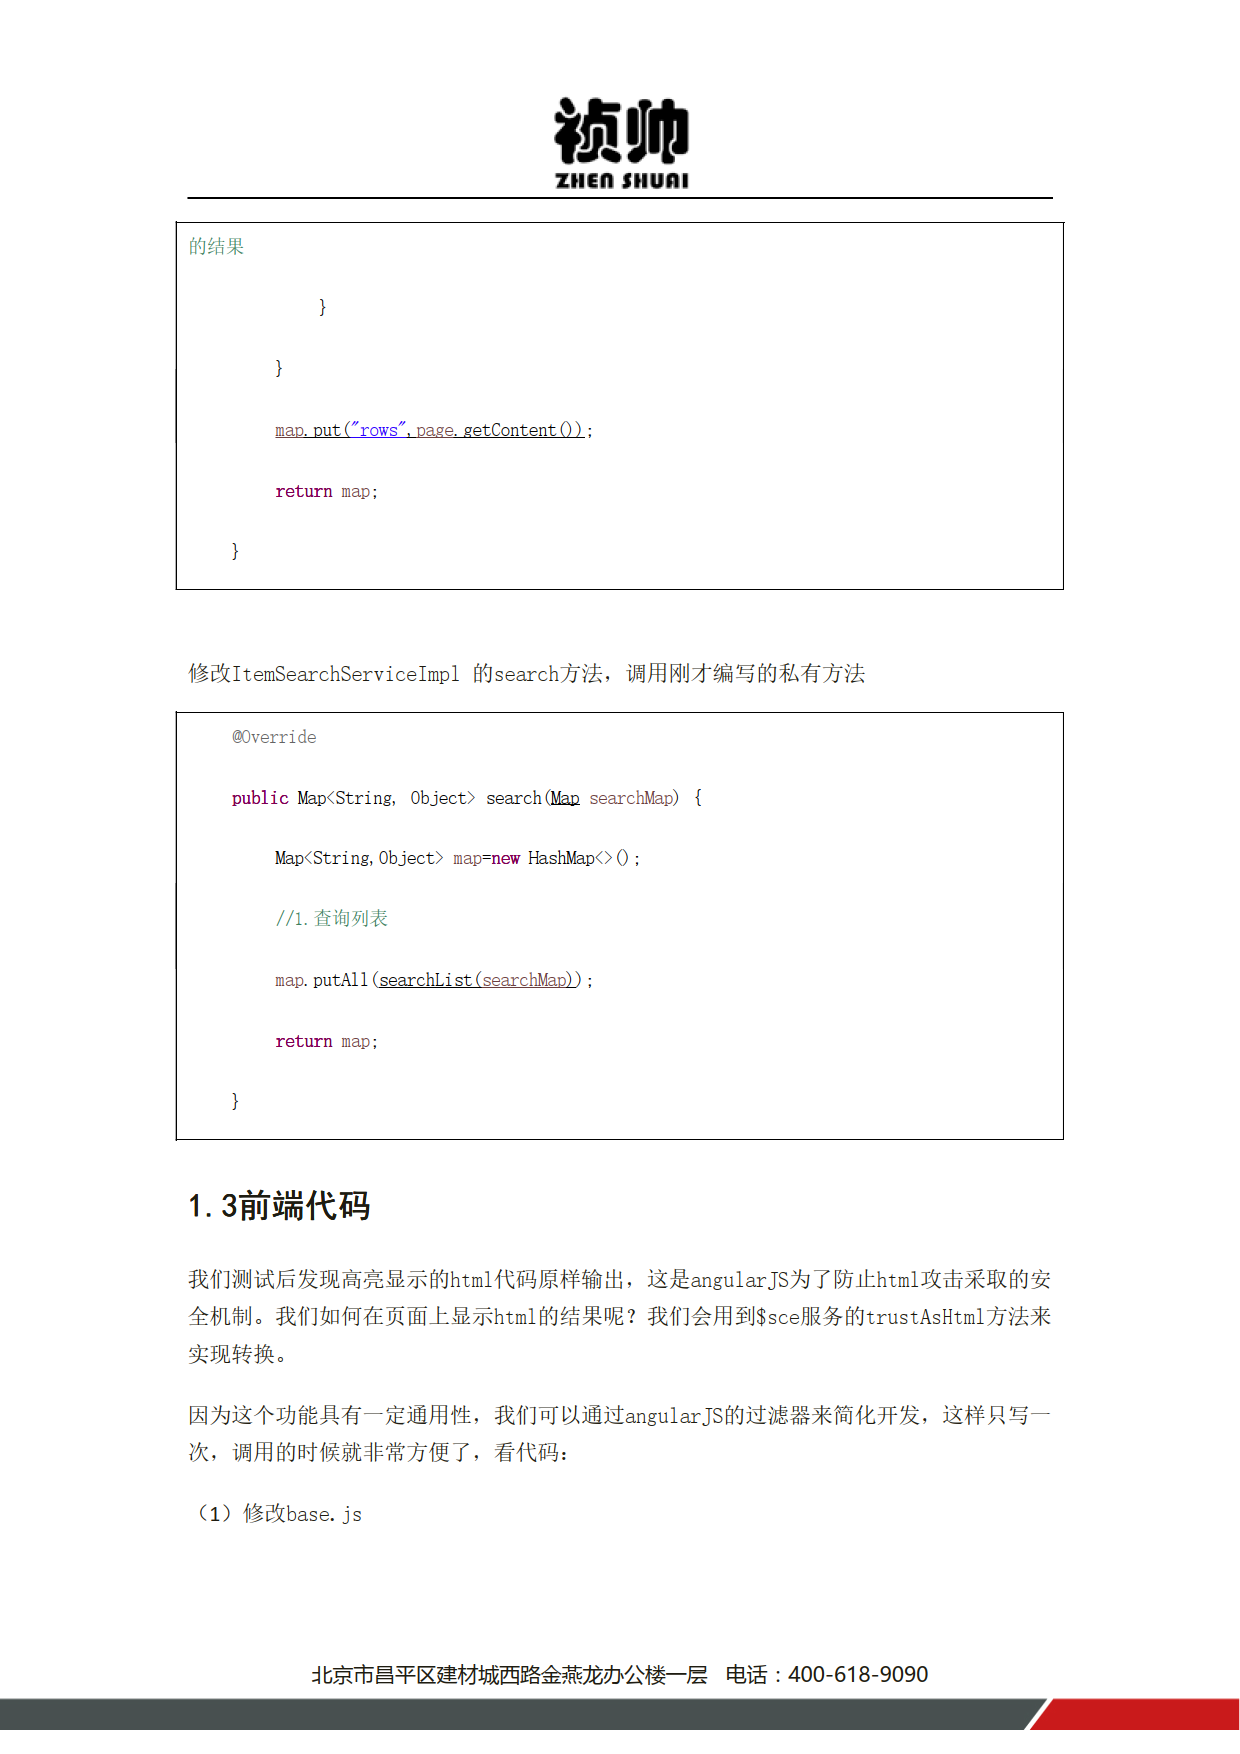 祯帅
ZHEN SHUAI
的结果
}
}
map.put("rows",page.getContent());
return map;
}
修改ItemSearchServiceImpl 的search方法，调用刚才编写的私有方法
@Override
public Map<String, Object> search(Map searchMap) {
Map<String,Object> map=new HashMap<>();
//1.查询列表
map.putAll(searchList(searchMap));
return map;
}
1.3前端代码
我们测试后发现高亮显示的html代码原样输出，这是angularJS为了防止html攻击采取的安
全机制。我们如何在页面上显示html的结果呢？我们会用到$sce服务的trustAsHtml方法来
实现转换。
因为这个功能具有一定通用性，我们可以通过angularJS的过滤器来简化开发，这样只写一
次，调用的时候就非常方便了，看代码：
（1）修改base.js
北京市昌平区建材城西路金燕龙办公楼一层 电话：400-618-9090